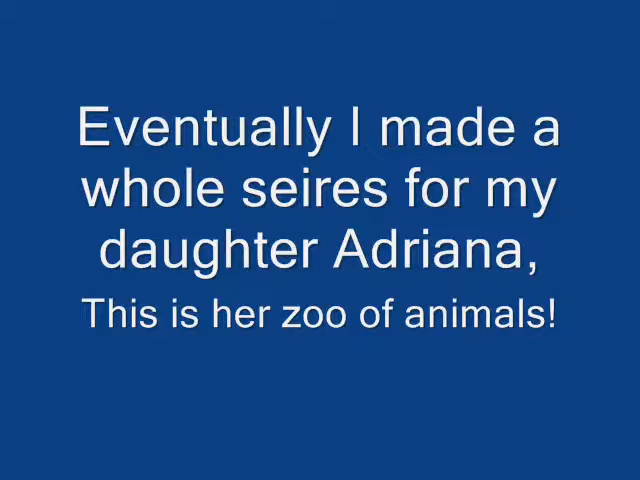 Eventually I made a
whole seires for my
daughter Adriana,
This is her zoo of animals!